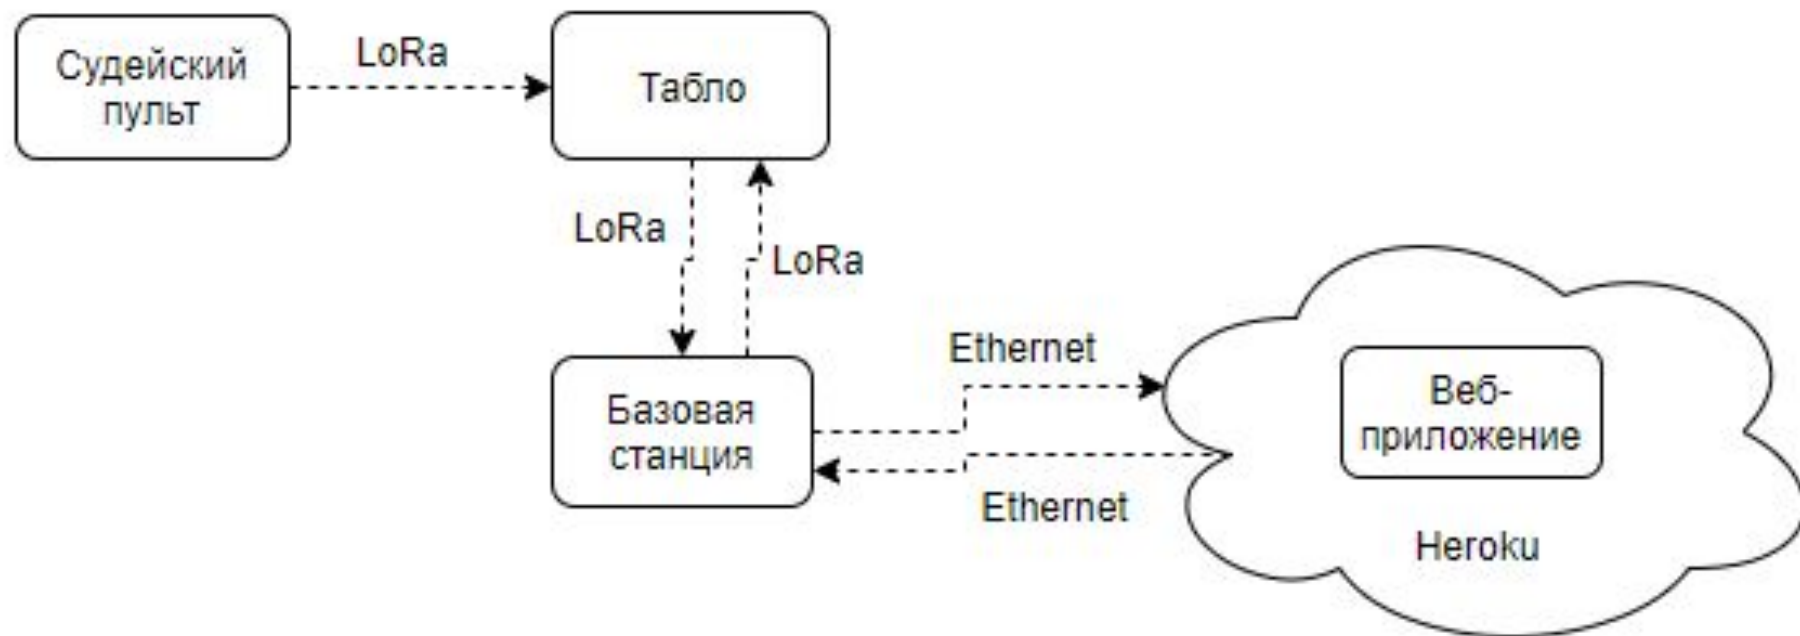 Судейский
пульт
LoRa
Табло
LoRa
LoRa
Базовая
станция
Ethernet
Ethernet
Веб-
приложение
Heroku